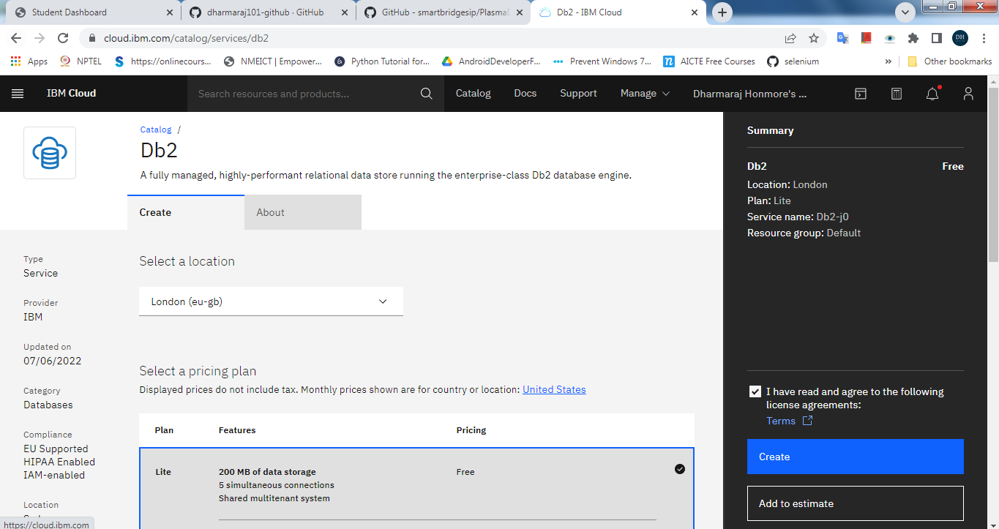 Student Dashboard
dharmaraj101-github · GitHub
GitHub - smartbridgesip/Plasma
Db2 - IBM Cloud
cloud.ibm.com/catalog/services/db2
DH
Apps
NPTEL
https://onlinecours...
NMEICT | Empower...
Python Tutorial for...
AndroidDeveloperF...
Prevent Windows 7...
AICTE Free Courses
selenium
»
Other bookmarks
IBM Cloud
Search resources and products...
Catalog
Docs
Support
Manage
Dharmaraj Honmore's ...
Catalog /
Db2
A fully managed, highly-performant relational data store running the enterprise-class Db2 database engine.
Create
About
Type
Service
Provider
IBM
Updated on
07/06/2022
Category
Databases
Compliance
EU Supported
HIPAA Enabled
IAM-enabled
Location
https://cloud.ibm.com
Select a location
London (eu-gb)
Select a pricing plan
Displayed prices do not include tax. Monthly prices shown are for country or location: United States
Plan Features Pricing
Lite 200 MB of data storage Free
5 simultaneous connections
Shared multitenant system
Summary
Db2 Free
Location: London
Plan: Lite
Service name: Db2-j0
Resource group: Default
I have read and agree to the following
license agreements:
Terms
Create
Add to estimate